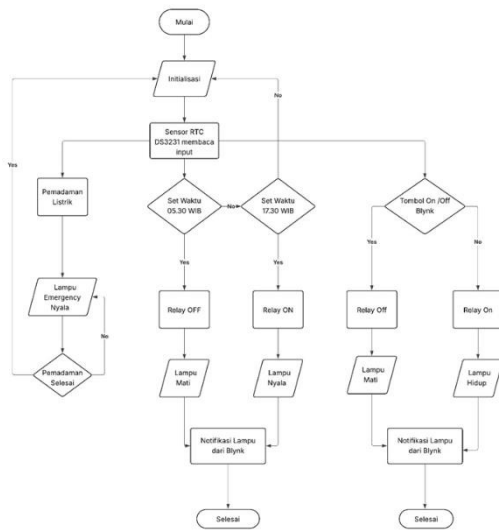 Mulai
Initialisasi
No
Yes
Sensor RTC
DS3231 membaca
input
Pemadaman
Listrik
Set Waktu
05.30 WIB
No
Set Waktu
17.30 WIB
Tombol On /Off
Blynk
Yes
Yes
Yes
No
Lampu
Emergency
Nyala
No
Relay OFF
Relay ON
Relay Off
Relay On
Pemadaman
Selesai
Lampu
Mati
Lampu
Nyala
Lampu
Mati
Lampu
Hidup
Notifikasi Lampu
dari Blynk
Notifikasi Lampu
dari Blynk
Selesai
Selesai